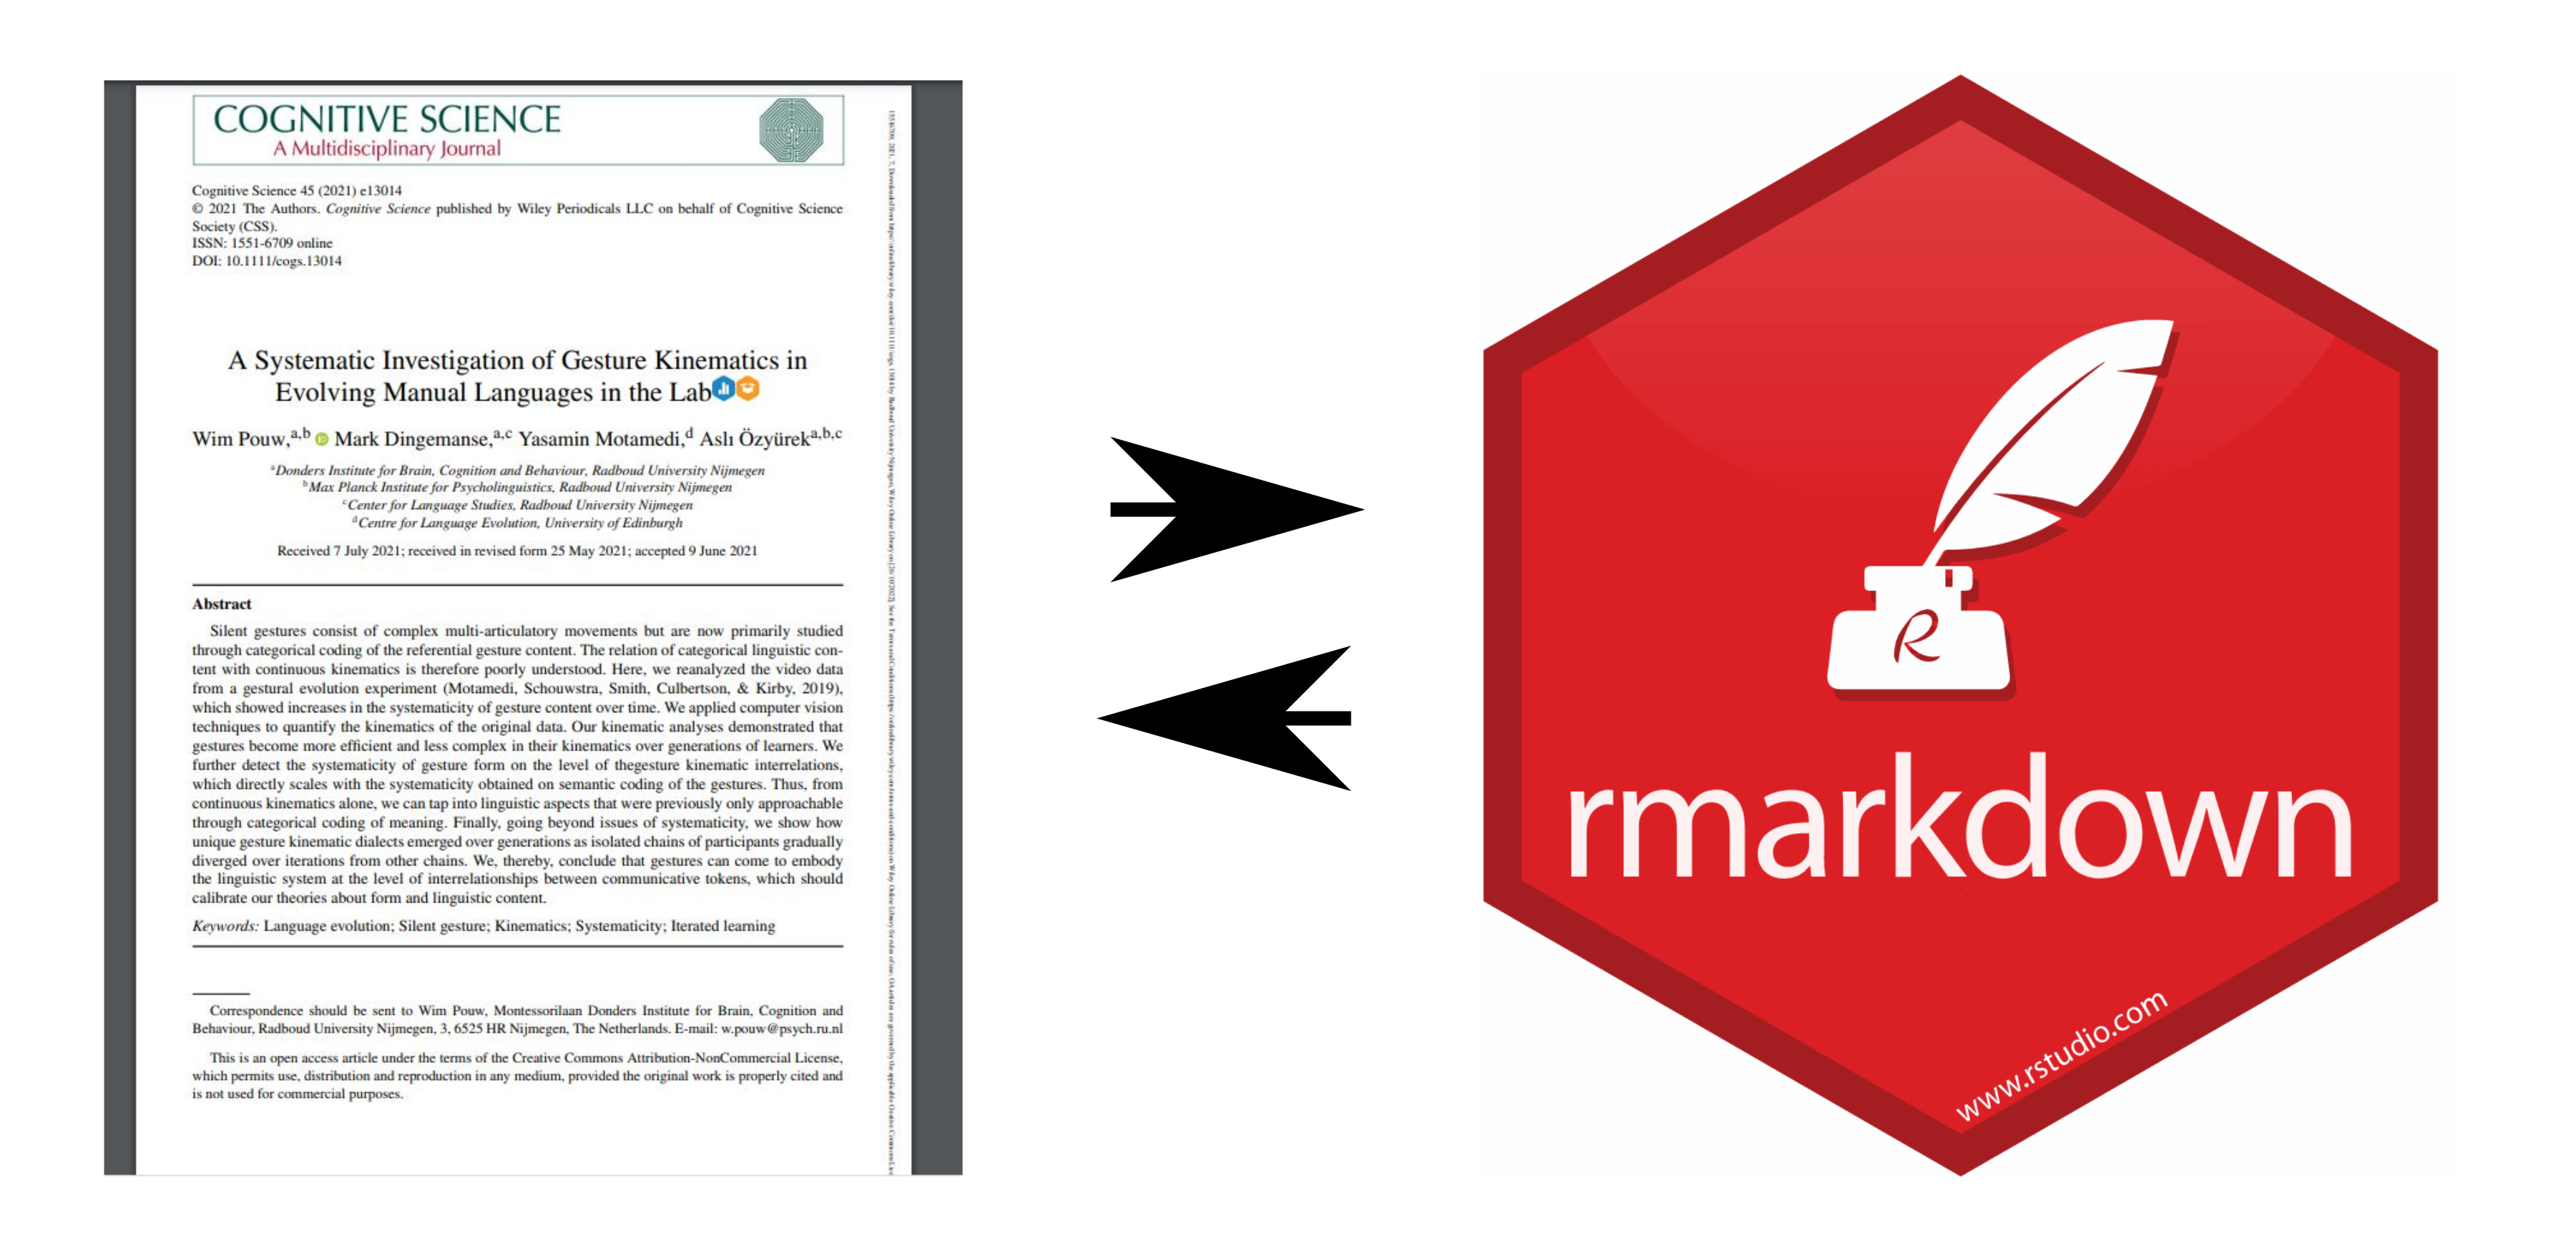 COGNITIVE SCIENCE
A Multidisciplinary Journal
Cognitive Science 45 (2021) e13014
© 2021 The Authors. Cognitive Science published by Wiley Periodicals LLC on behalf of Cognitive Science
Society (CSS).
ISSN: 1551-6709 online
DOI: 10.1111/cogs.13014
A Systematic Investigation of Gesture Kinematics in
Evolving Manual Languages in the Lab
Wim Pouw,a,b Mark Dingemanse,a,c Yasamin Motamedi,d Aslı Özyüreka,b,c
aDonders Institute for Brain, Cognition and Behaviour, Radboud University Nijmegen
bMax Planck Institute for Psycholinguistics, Radboud University Nijmegen
cCenter for Language Studies, Radboud University Nijmegen
dCentre for Language Evolution, University of Edinburgh
Received 7 July 2021; received in revised form 25 May 2021; accepted 9 June 2021
Abstract
Silent gestures consist of complex multi-articulatory movements but are now primarily studied
through categorical coding of the referential gesture content. The relation of categorical linguistic con-
tent with continuous kinematics is therefore poorly understood. Here, we reanalyzed the video data
from a gestural evolution experiment (Motamedi, Schouwstra, Smith, Culbertson, & Kirby, 2019),
which showed increases in the systematicity of gesture content over time. We applied computer vision
techniques to quantify the kinematics of the original data. Our kinematic analyses demonstrated that
gestures become more efficient and less complex in their kinematics over generations of learners. We
further detect the systematicity of gesture form on the level of thegesture kinematic interrelations,
which directly scales with the systematicity obtained on semantic coding of the gestures. Thus, from
continuous kinematics alone, we can tap into linguistic aspects that were previously only approachable
through categorical coding of meaning. Finally, going beyond issues of systematicity, we show how
unique gesture kinematic dialects emerged over generations as isolated chains of participants gradually
diverged over iterations from other chains. We, thereby, conclude that gestures can come to embody
the linguistic system at the level of interrelationships between communicative tokens, which should
calibrate our theories about form and linguistic content.
Keywords: Language evolution; Silent gesture; Kinematics; Systematicity; Iterated learning
Correspondence should be sent to Wim Pouw, Montessorilaan Donders Institute for Brain, Cognition and
Behaviour, Radboud University Nijmegen, 3, 6525 HR Nijmegen, The Netherlands. E-mail: w.pouw@psych.ru.nl
This is an open access article under the terms of the Creative Commons Attribution-NonCommercial License,
which permits use, distribution and reproduction in any medium, provided the original work is properly cited and
is not used for commercial purposes.
R
rmarkdown
www.rstudio.com